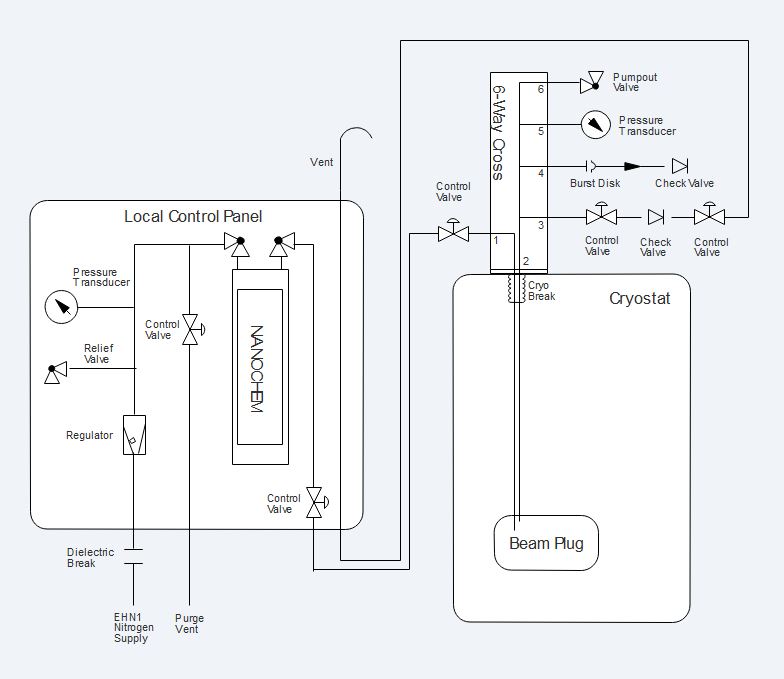 Pumpout
Valve
6
6-Way Cross
Pressure
Transducer
5
4
Burst Disk
Check Valve
Vent
Control
Valve
3
1
2
Control
Valve
Check
Valve
Control
Valve
Local Control Panel
Pressure
Transducer
Control
Valve
Relief
Valve
NANOCHEM
Regulator
Control
Valve
Cryo
Break
Cryostat
Beam Plug
Dielectric
Break
EHN1
Nitrogen
Supply
Purge
Vent